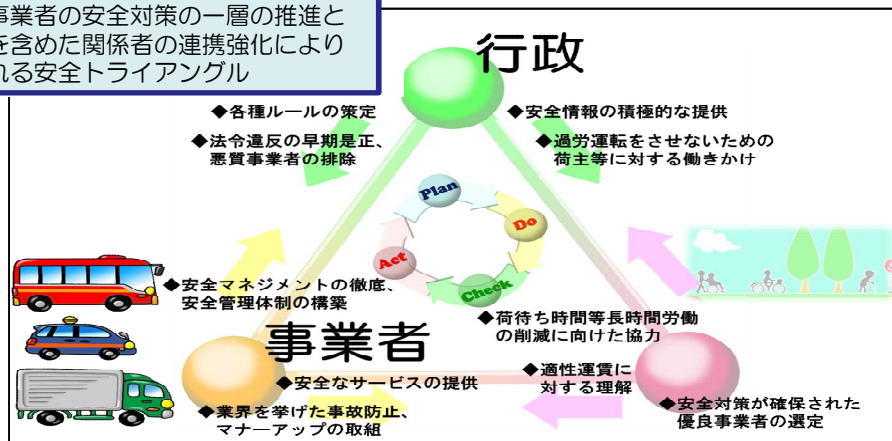 事業者の安全対策の一層の推進と
を含めた関係者の連携強化により
れる安全トライアングル
行政
◆各種ルールの策定
◆法令違反の早期是正、
悪質事業者の排除
◆安全情報の積極的な提供
◆過労運転をさせないための
荷主等に対する働きかけ
Plan
Do
Check
Act
◆安全マネジメントの徹底、
安全管理体制の構築
事業者
◆安全なサービスの提供
◆業界を挙げた事故防止、
マナーアップの取組
◆荷待ち時間等長時間労働
の削減に向けた協力
◆適性運賃に
対する理解
◆安全対策が確保された
優良事業者の選定